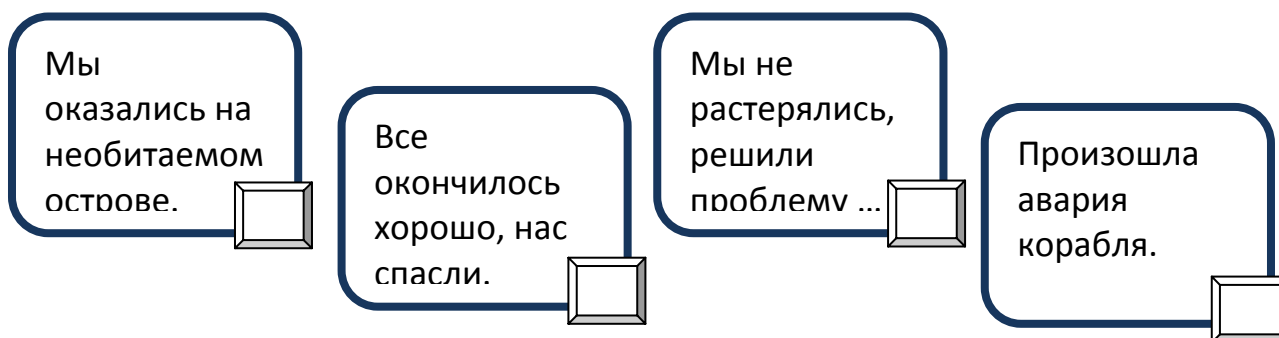 Мы
оказались на
необитаемом
острове.
Все
окончилось
хорошо, нас
спасли.
Мы не
растерялись,
решили
проблему ...
Произошла
авария
корабля.